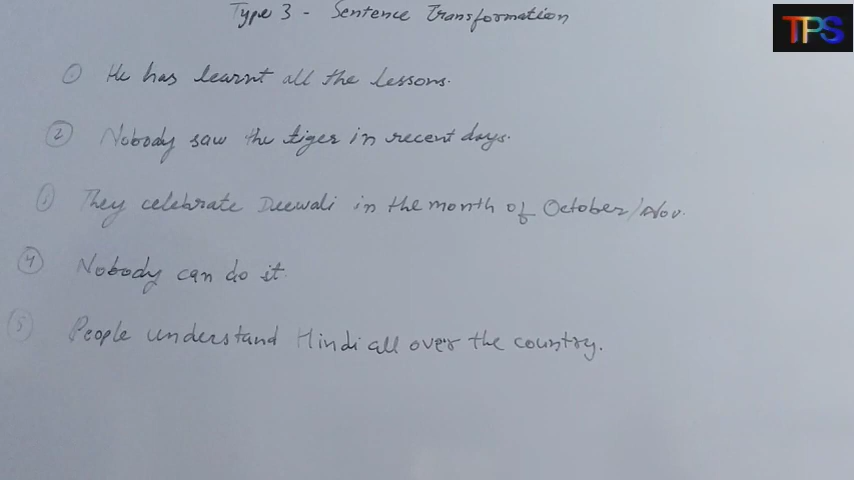 Type 3 - Sentence Transformation
TPS
① He has learnt all the lessons.
② Nobody saw the tiger in recent days.
① They celebrate Deewali in the month of October/Nov.
④ Nobody can do it.
⑤ People understand Hindi all over the country.